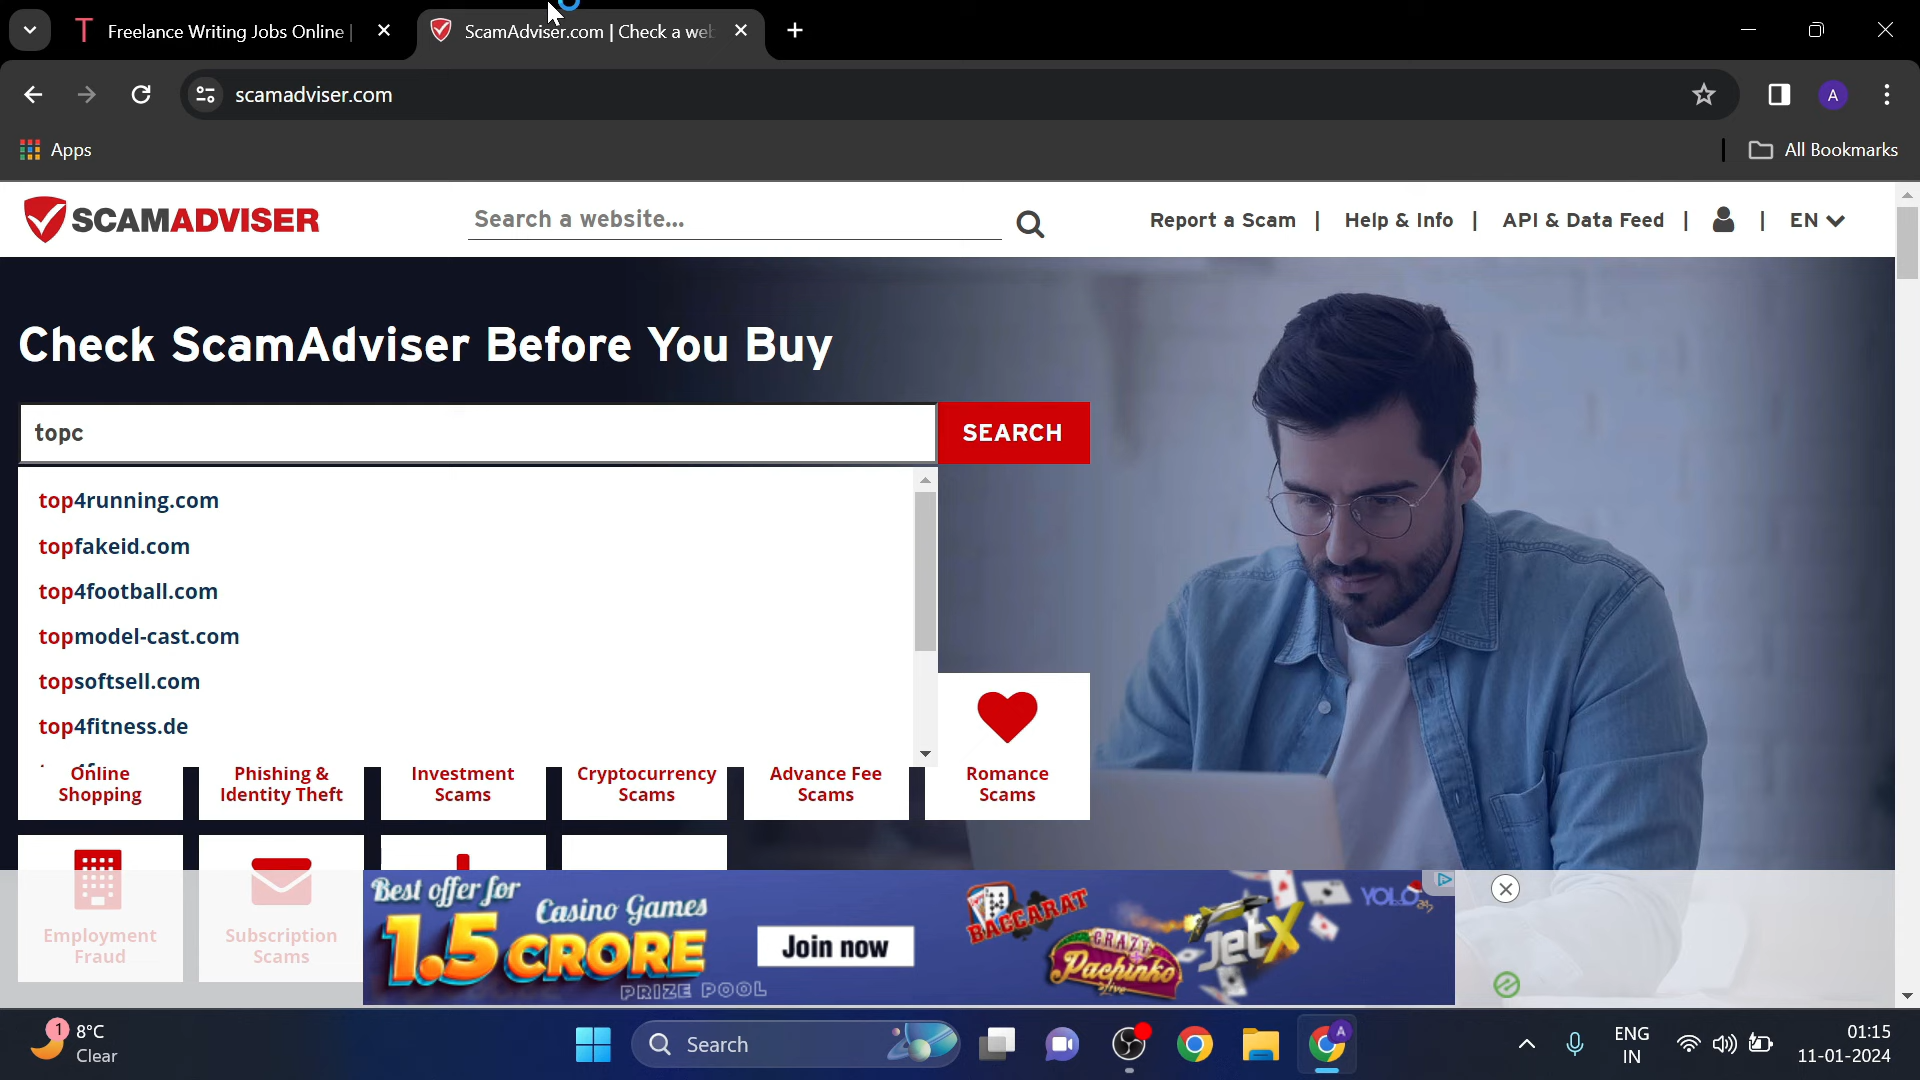 Freelance Writing Jobs Online |
ScamAdviser.com | Check a we
scamadviser.com
A
Apps
All Bookmarks
SCAMADVISER
Search a website...
Report a Scam | Help & Info | API & Data Feed | | EN
Check ScamAdviser Before You Buy
topc
SEARCH
top4running.com
topfakeid.com
top4football.com
topmodel-cast.com
topsoftsell.com
top4fitness.de
Online
Shopping
Phishing &
Identity Theft
Investment
Scams
Cryptocurrency
Scams
Advance Fee
Scams
Romance
Scams
Employment
Fraud
Subscription
Scams
Best offer for
Casino Games
1.5 CRORE
PRIZE POOL
Join now
BACCARAT
CRAZY
Pachinko
live
JetX
YOLO
247
1
8°C
Clear
Search
A
ENG
IN
01:15
11-01-2024